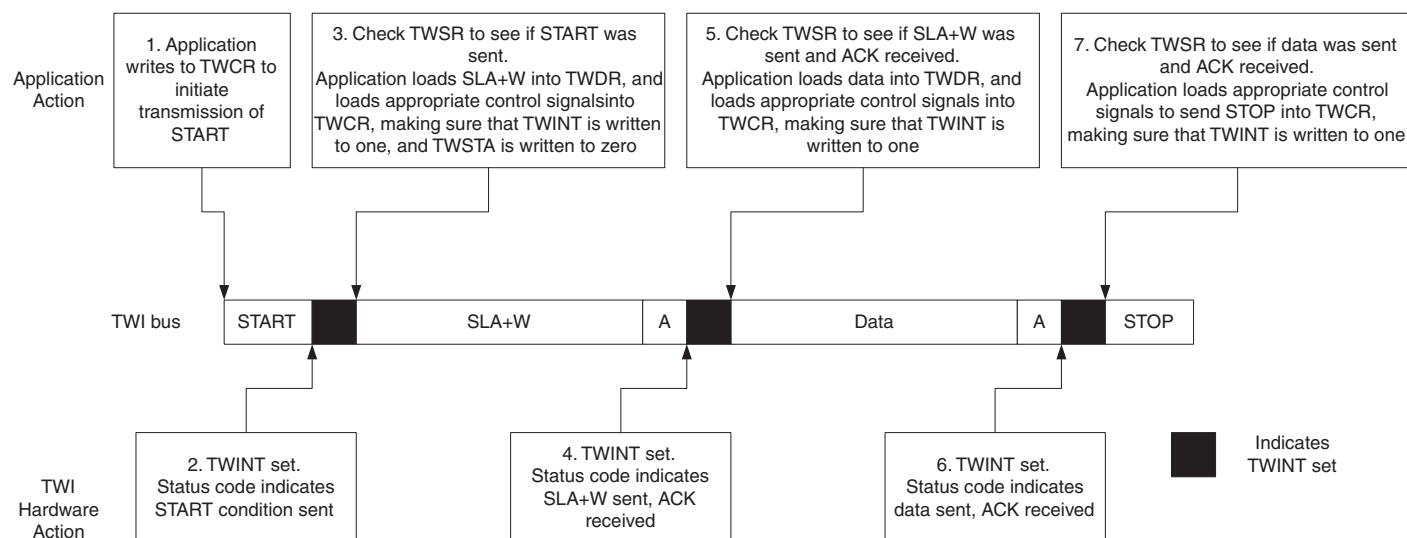 Application
Action
1. Application
writes to TWCR to
initiate
transmission of
START
3. Check TWSR to see if START was
sent.
Application loads SLA+W into TWDR, and
loads appropriate control signalsinto
TWCR, making sure that TWINT is written
to one, and TWSTA is written to zero
5. Check TWSR to see if SLA+W was
sent and ACK received.
Application loads data into TWDR, and
loads appropriate control signals into
TWCR, making sure that TWINT is
written to one
7. Check TWSR to see if data was sent
and ACK received.
Application loads appropriate control
signals to send STOP into TWCR,
making sure that TWINT is written to one
TWI bus
START
SLA+W
A
Data
A
STOP
TWI
Hardware
Action
2. TWINT set.
Status code indicates
START condition sent
4. TWINT set.
Status code indicates
SLA+W sent, ACK
received
6. TWINT set.
Status code indicates
data sent, ACK received
Indicates
TWINT set